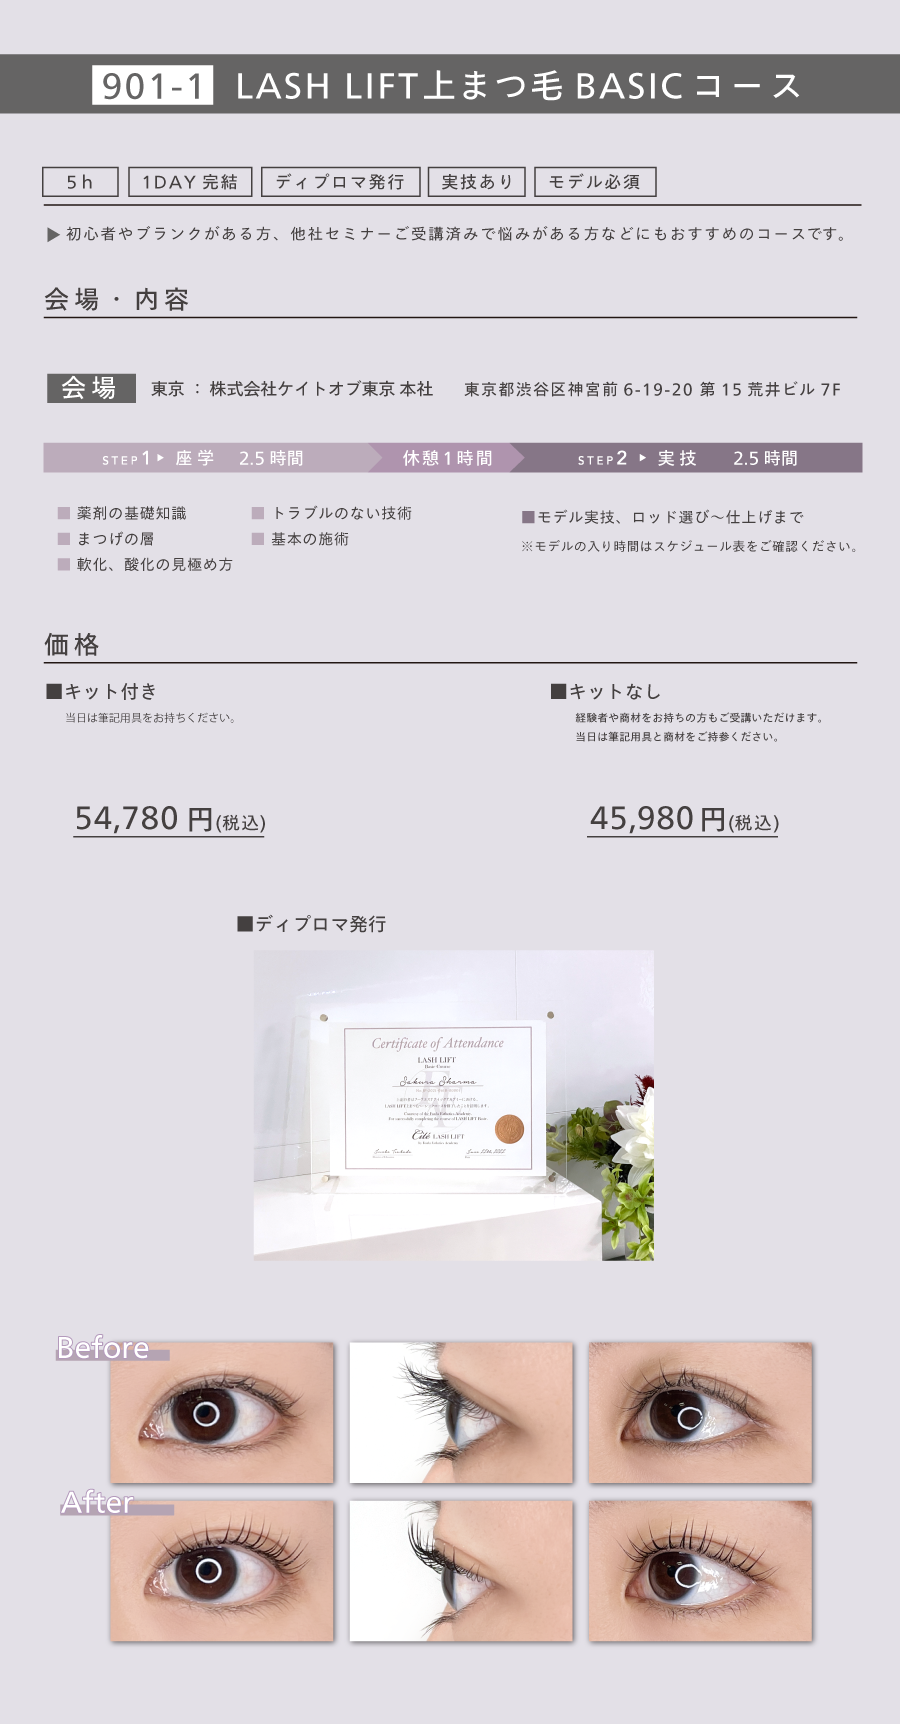 901-1 LASH LIFT上まつ毛 BASICコース
5h 1DAY 完結 ディプロマ発行 実技あり モデル必須
▶初心者やブランクがある方、他社セミナーご受講済みで悩みがある方などにもおすすめのコースです。
会場・内容
会場 東京 : 株式会社ケイトオブ東京 本社 東京都渋谷区神宮前 6-19-20 第 15 荒井ビル 7F
STEP1▶ 座学 2.5 時間 休憩1時間 STEP2 ▶ 実技 2.5 時間
■ 薬剤の基礎知識 ■ トラブルのない技術
■ まつげの層 ■ 基本の施術
■ 軟化、酸化の見極め方
■モデル実技、ロッド選び〜仕上げまで
※モデルの入り時間はスケジュール表をご確認ください。
価格
■キット付き
当日は筆記用具をお持ちください。
54,780 円(税込)
■キットなし
経験者や商材をお持ちの方もご受講いただけます。
当日は筆記用具と商材をご持参ください。
45,980 円(税込)
■ディプロマ発行
Certificate of Attendance
LASH LIFT
Basic Course
Sakura Sharma
Cité LASH LIFT
Before
After